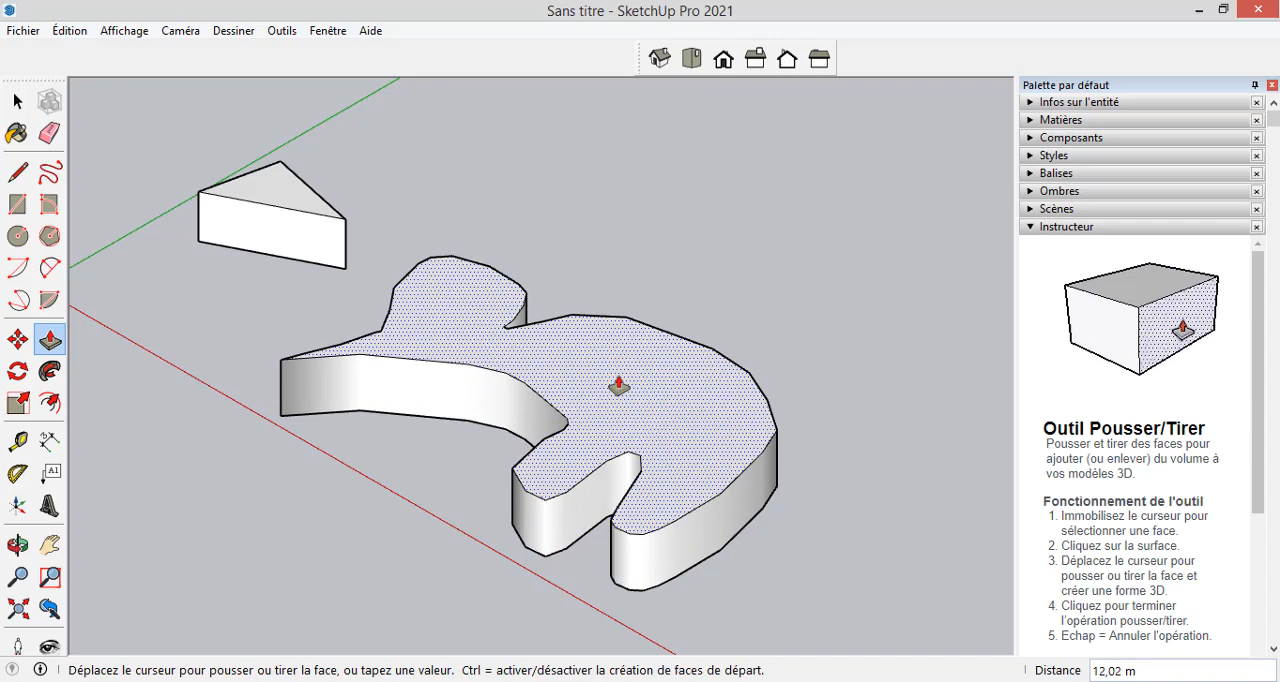 Sans titre - SketchUp Pro 2021
Fichier Édition Affichage Caméra Dessiner Outils Fenêtre Aide
Palette par défaut
Infos sur l'entité
Matières
Composants
Styles
Balises
Ombres
Scènes
Instructeur
A1
Outil Pousser/Tirer
Pousser et tirer des faces pour
ajouter (ou enlever) du volume à
vos modèles 3D.
Fonctionnement de l'outil
1. Immobilisez le curseur pour
sélectionner une face.
2. Cliquez sur la surface.
3. Déplacez le curseur pour
pousser ou tirer la face et
créer une forme 3D.
4. Cliquez pour terminer
l'opération pousser/tirer.
5. Echap = Annuler l'opération.
Déplacez le curseur pour pousser ou tirer la face, ou tapez une valeur. Ctrl = activer/désactiver la création de faces de départ.
Distance 12,02 m